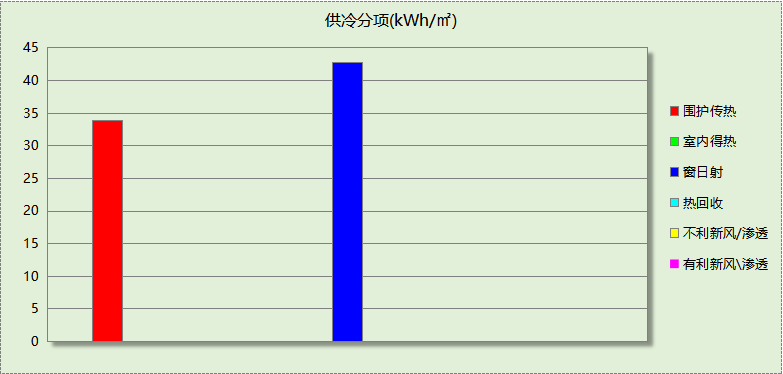 供冷分项(kWh/㎡)
45
40
35
30
25
20
15
10
5
0
围护传热
室内得热
窗日射
热回收
不利新风/渗透
有利新风\渗透